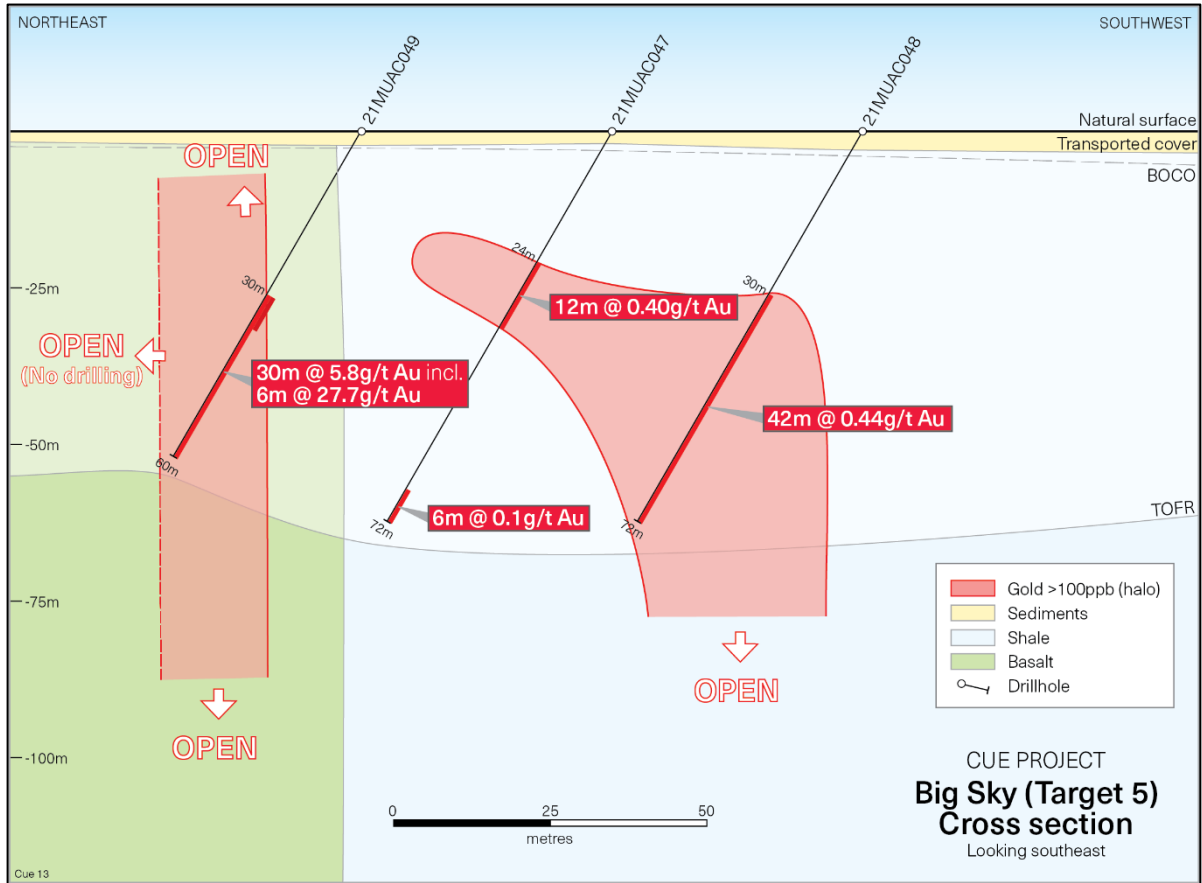 NORTHEAST
SOUTHWEST
21MUAC049
21MUAC047
21MUAC048
Natural surface
Transported cover
BOCO
OPEN
24m
-25m
30m
30m
12m @ 0.40g/t Au
OPEN
(No drilling)
30m @ 5.8g/t Au incl.
6m @ 27.7g/t Au
42m @ 0.44g/t Au
-50m
60m
72m
6m @ 0.1g/t Au
72m
TOFR
-75m
Gold >100ppb (halo)
Sediments
Shale
Basalt
Drillhole
OPEN
OPEN
-100m
0 25 50
metres
CUE PROJECT
Big Sky (Target 5)
Cross section
Looking southeast
Cue 13